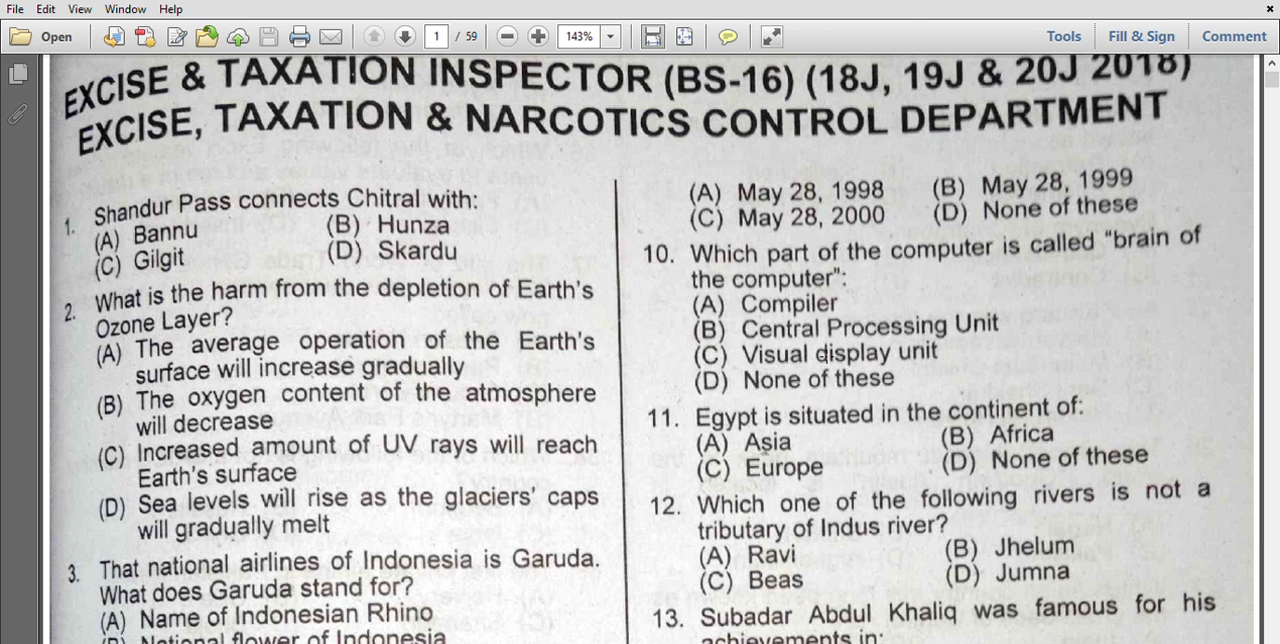 File Edit View Window Help
Open 1 / 59 143% Tools Fill & Sign Comment
EXCISE & TAXATION INSPECTOR (BS-16) (18J, 19J & 20J 2018)
EXCISE, TAXATION & NARCOTICS CONTROL DEPARTMENT
1. Shandur Pass connects Chitral with:
(A) Bannu (B) Hunza
(C) Gilgit (D) Skardu
2. What is the harm from the depletion of Earth's
Ozone Layer?
(A) The average operation of the Earth's
surface will increase gradually
(B) The oxygen content of the atmosphere
will decrease
(C) Increased amount of UV rays will reach
Earth's surface
(D) Sea levels will rise as the glaciers' caps
will gradually melt
3. That national airlines of Indonesia is Garuda.
What does Garuda stand for?
(A) Name of Indonesian Rhino
(B) National flower of Indonesia
(A) May 28, 1998 (B) May 28, 1999
(C) May 28, 2000 (D) None of these
10. Which part of the computer is called "brain of
the computer":
(A) Compiler
(B) Central Processing Unit
(C) Visual display unit
(D) None of these
11. Egypt is situated in the continent of:
(A) Asia (B) Africa
(C) Europe (D) None of these
12. Which one of the following rivers is not a
tributary of Indus river?
(A) Ravi (B) Jhelum
(C) Beas (D) Jumna
13. Subadar Abdul Khaliq was famous for his
achievements in: